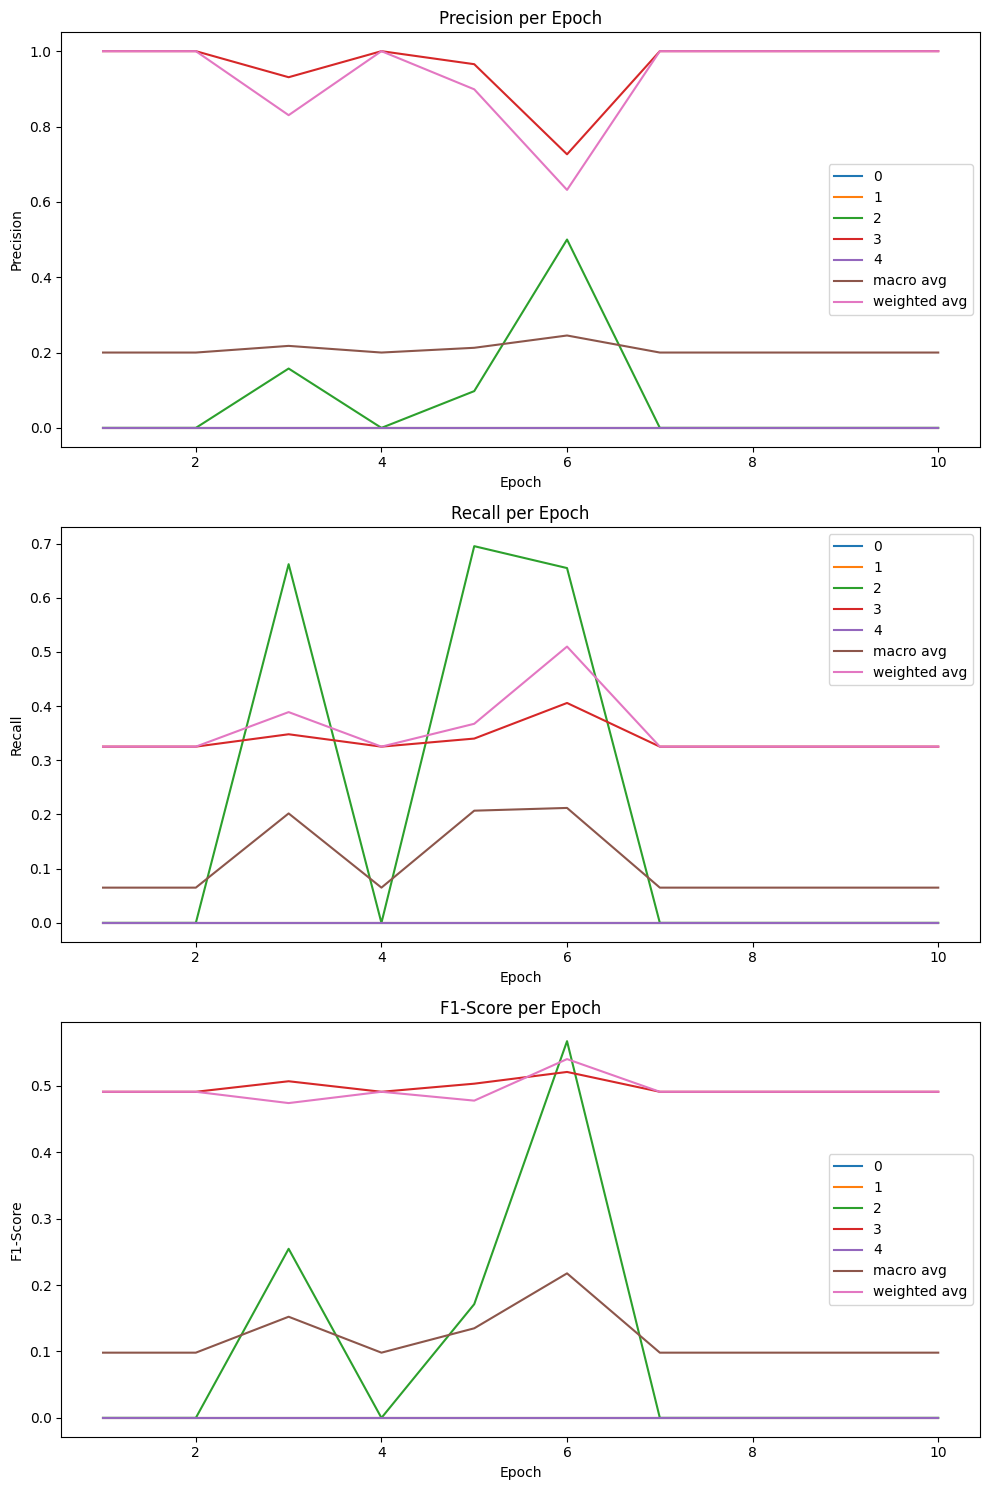 Precision per Epoch
1.0
0.8
0.6
0.4
0.2
0.0
Precision
0
1
2
3
4
macro avg
weighted avg
2 4 6 8 10
Epoch
Recall per Epoch
0.7
0.6
0.5
0.4
0.3
0.2
0.1
0.0
Recall
0
1
2
3
4
macro avg
weighted avg
2 4 6 8 10
Epoch
F1-Score per Epoch
0.5
0.4
0.3
0.2
0.1
0.0
F1-Score
0
1
2
3
4
macro avg
weighted avg
2 4 6 8 10
Epoch